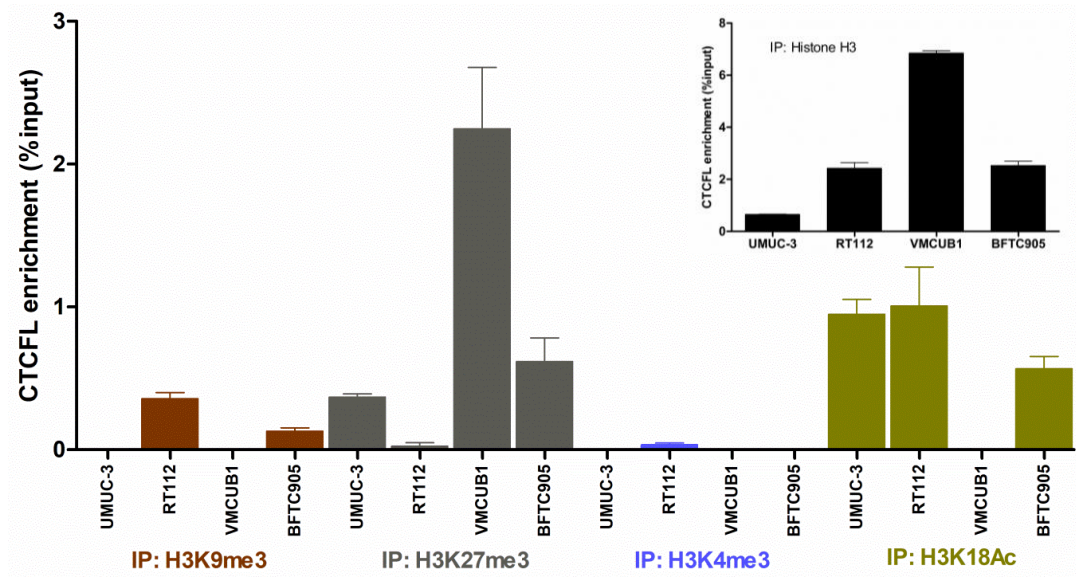 CTCFL enrichment (%input)
3
2
1
0
UMUC-3
RT112
VMCUB1
BFTC905
UMUC-3
RT112
VMCUB1
BFTC905
UMUC-3
RT112
VMCUB1
BFTC905
UMUC-3
RT112
VMCUB1
BFTC905
IP: H3K9me3
IP: H3K27me3
IP: H3K4me3
IP: H3K18Ac
CTCFL enrichment (%input)
8
6
4
2
0
IP: Histone H3
UMUC-3
RT112
VMCUB1
BFTC905